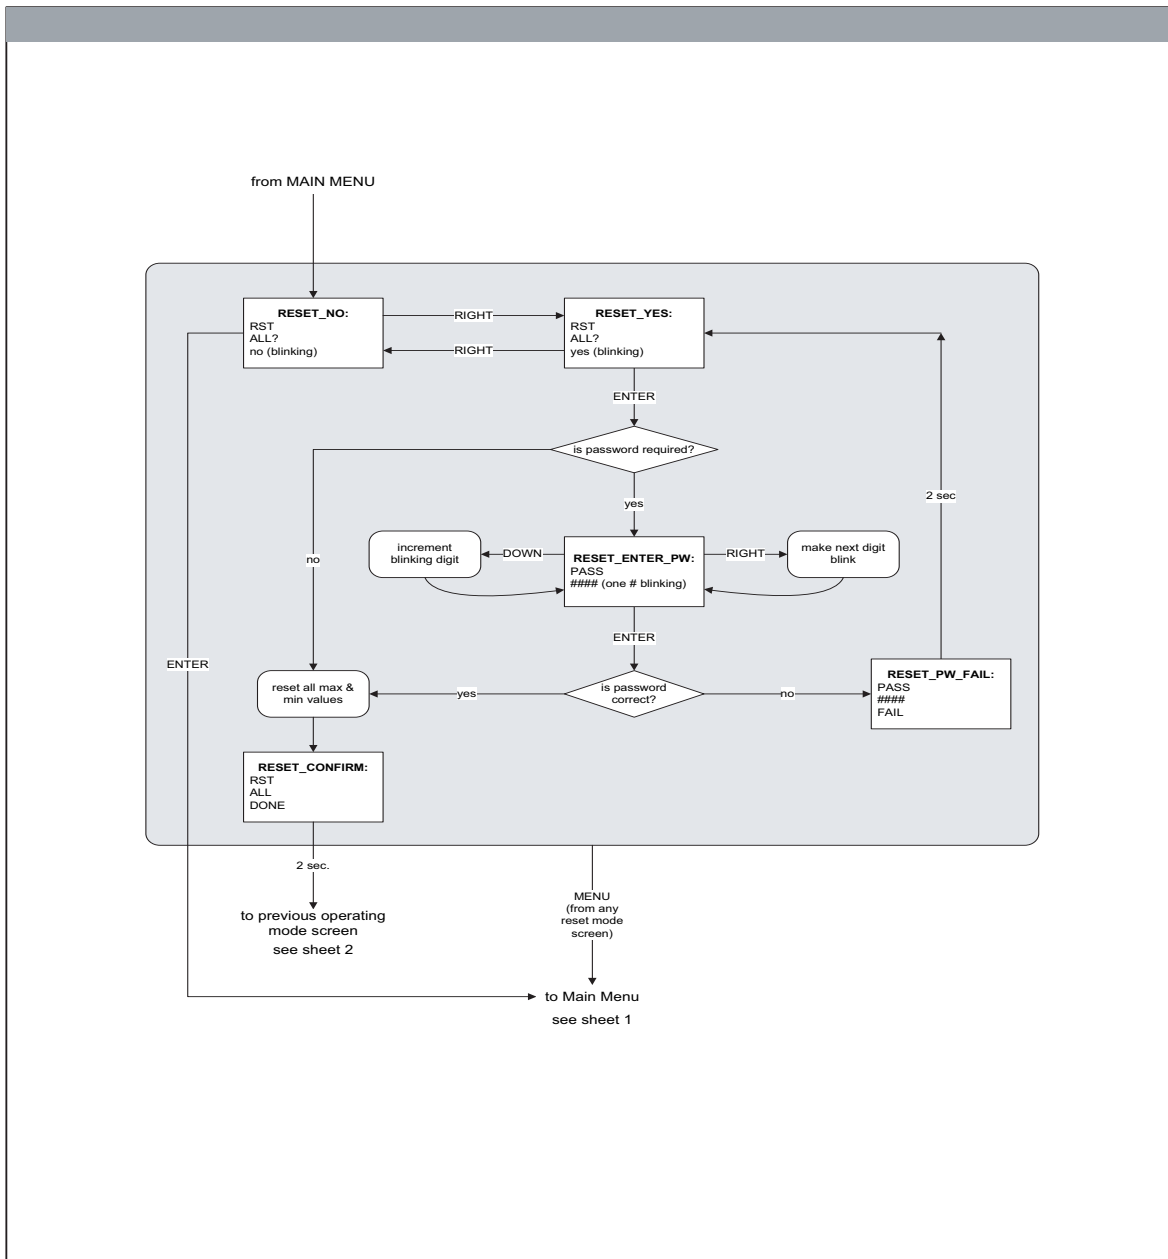 from MAIN MENU
RESET_NO:
RST
ALL?
no (blinking)
RIGHT
RIGHT
RESET_YES:
RST
ALL?
yes (blinking)
ENTER
is password required?
yes
no
2 sec
increment
blinking digit
DOWN
RESET_ENTER_PW:
PASS
#### (one # blinking)
RIGHT
make next digit
blink
ENTER
ENTER
reset all max &
min values
yes
is password
correct?
no
RESET_PW_FAIL:
PASS
####
FAIL
RESET_CONFIRM:
RST
ALL
DONE
2 sec.
to previous operating
mode screen
see sheet 2
MENU
(from any
reset mode
screen)
to Main Menu
see sheet 1